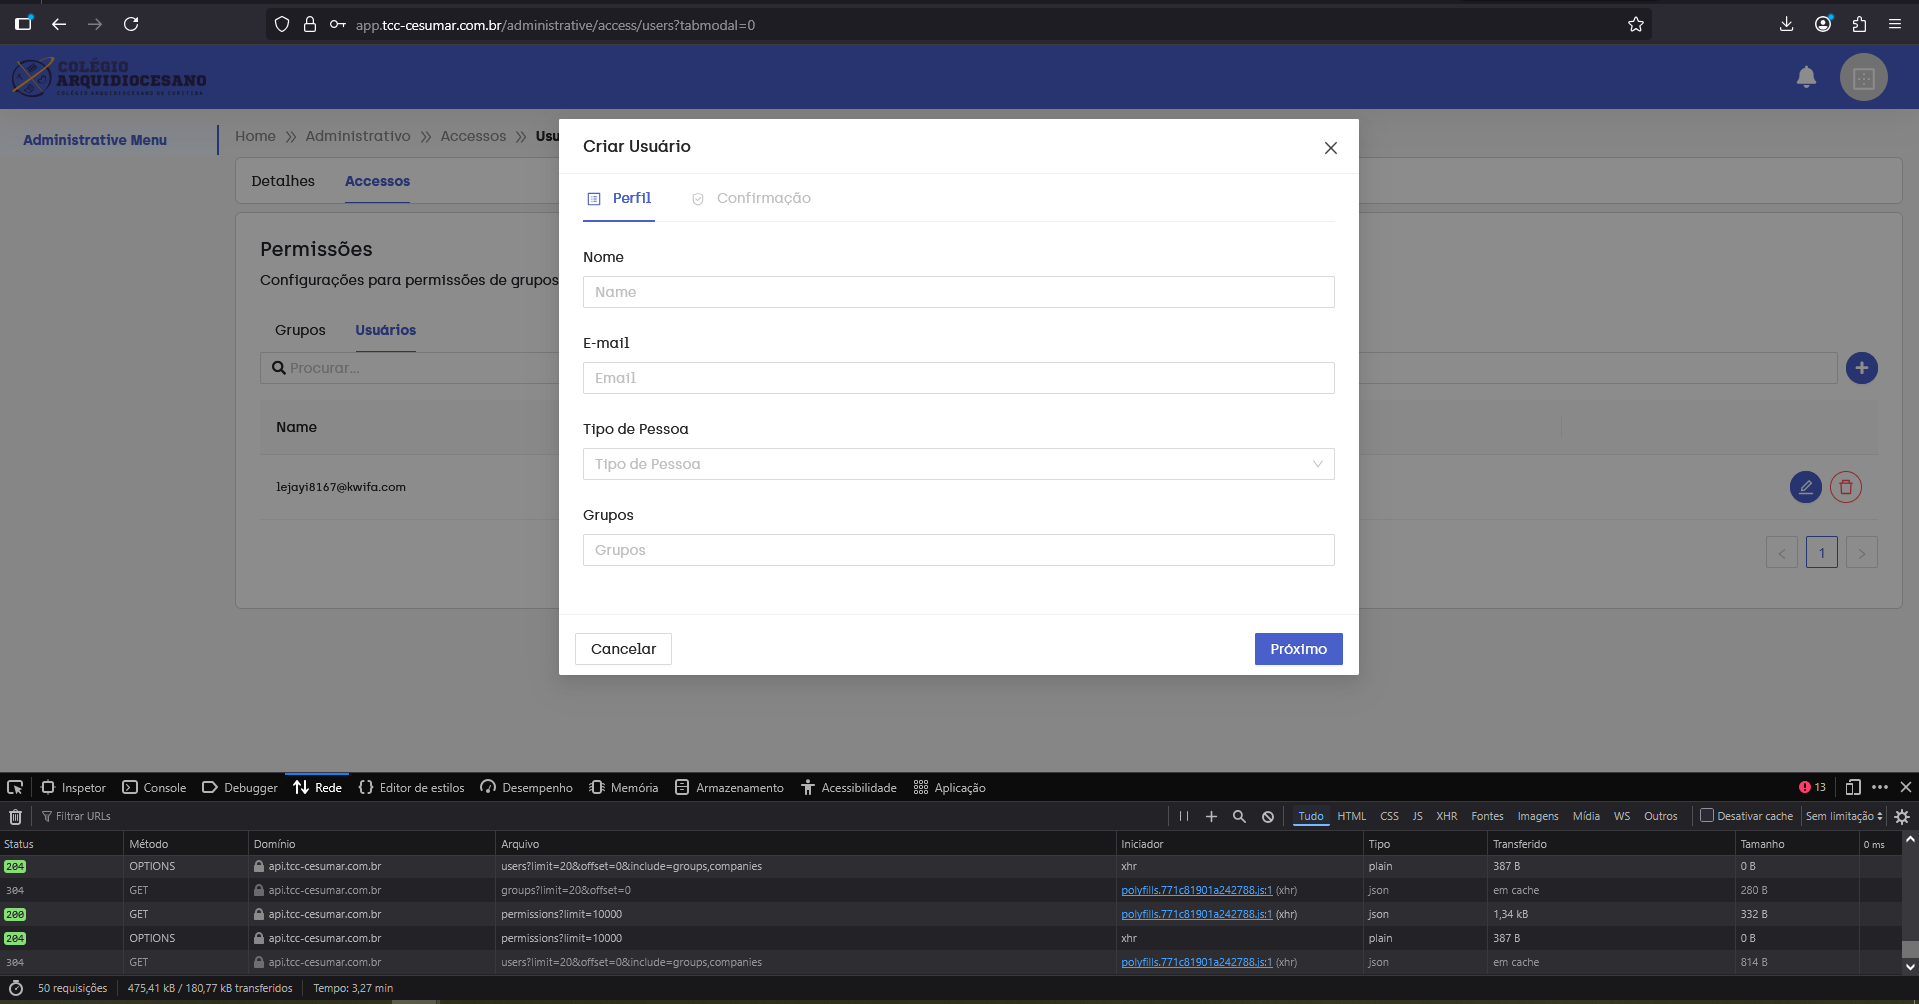 app.tcc-cesumar.com.br/administrative/access/users?tabmodal=0
COLÉGIO
ARQUIDIOCESANO
COLÉGIO ARQUIDIOCESANO DE CURITIBA
Administrative Menu
Home Administrativo Accessos Usu
Detalhes Accessos
Permissões
Configurações para permissões de grupos
Grupos Usuários
Procurar...
Name
lejayi8167@kwifa.com
< 1 >
Criar Usuário
Perfil Confirmação
Nome
Name
E-mail
Email
Tipo de Pessoa
Tipo de Pessoa
Grupos
Grupos
Cancelar Próximo
Inspetor Console Debugger Rede Editor de estilos Desempenho Memória Armazenamento Acessibilidade Aplicação 13
Filtrar URLs Tudo HTML CSS JS XHR Fontes Imagens Mídia WS Outros Desativar cache Sem limitação
Status Método Domínio Arquivo Iniciador Tipo Transferido Tamanho 0 ms
204 OPTIONS api.tcc-cesumar.com.br users?limit=20&offset=0&include=groups,companies xhr plain 387 B 0 B
304 GET api.tcc-cesumar.com.br groups?limit=20&offset=0 polyfills.771c81901a242788.js:1 (xhr) json em cache 280 B
200 GET api.tcc-cesumar.com.br permissions?limit=10000 polyfills.771c81901a242788.js:1 (xhr) json 1,34 kB 332 B
204 OPTIONS api.tcc-cesumar.com.br permissions?limit=10000 xhr plain 387 B 0 B
304 GET api.tcc-cesumar.com.br users?limit=20&offset=0&include=groups,companies polyfills.771c81901a242788.js:1 (xhr) json em cache 814 B
50 requisições 475,41 kB / 180,77 kB transferidos Tempo: 3,27 min